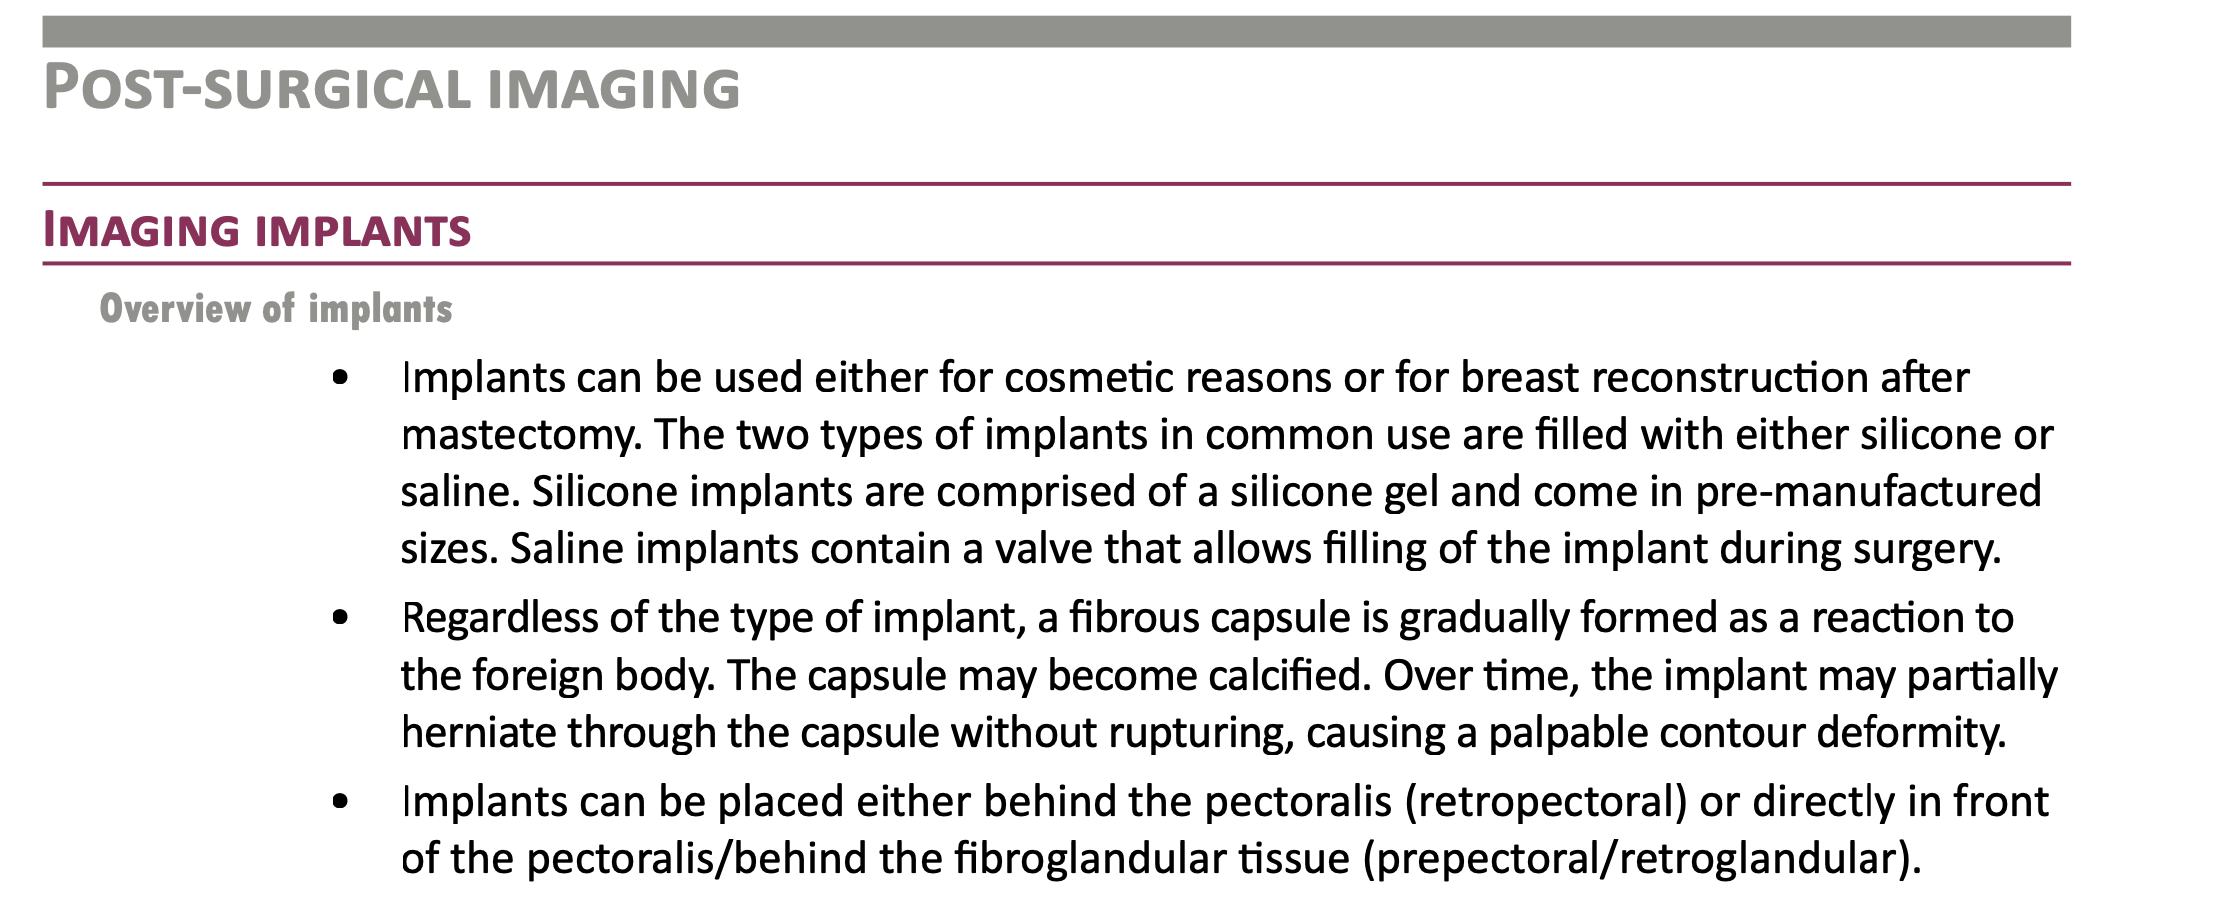 Post-surgical imaging
Imaging implants
Overview of implants
• Implants can be used either for cosmetic reasons or for breast reconstruction after
mastectomy. The two types of implants in common use are filled with either silicone or
saline. Silicone implants are comprised of a silicone gel and come in pre-manufactured
sizes. Saline implants contain a valve that allows filling of the implant during surgery.
• Regardless of the type of implant, a fibrous capsule is gradually formed as a reaction to
the foreign body. The capsule may become calcified. Over time, the implant may partially
herniate through the capsule without rupturing, causing a palpable contour deformity.
• Implants can be placed either behind the pectoralis (retropectoral) or directly in front
of the pectoralis/behind the fibroglandular tissue (prepectoral/retroglandular).